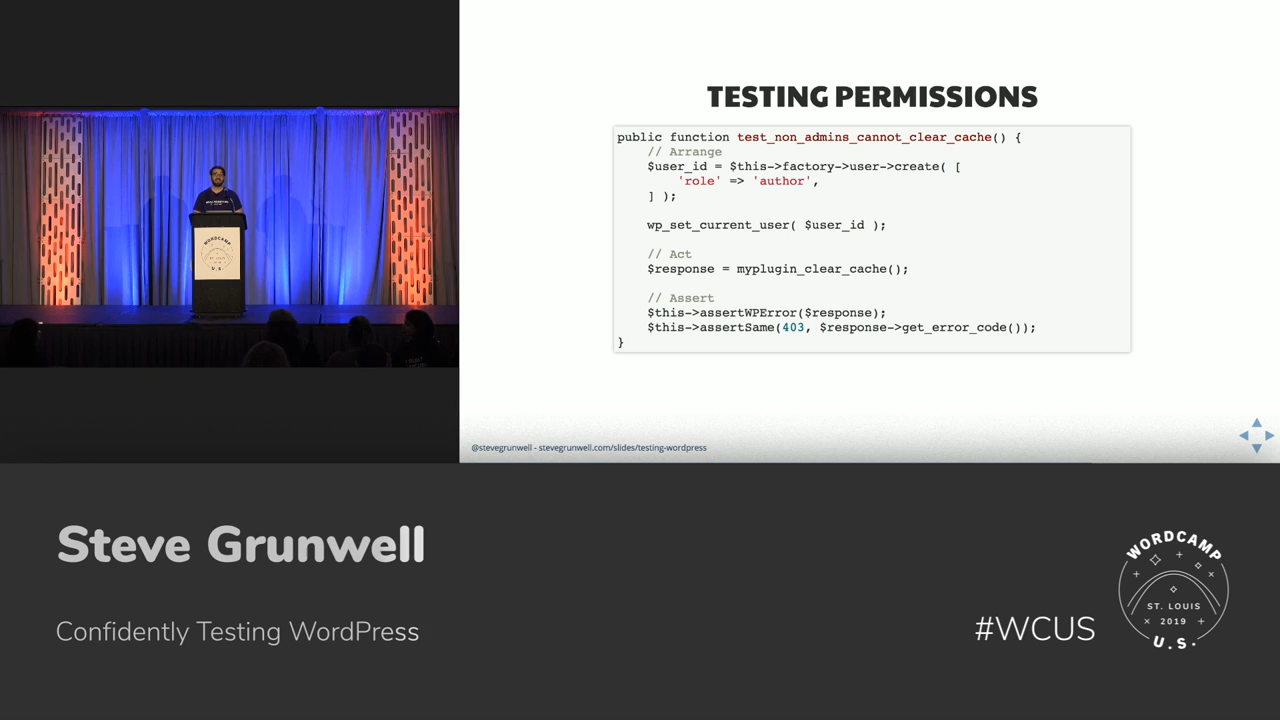 TESTING PERMISSIONS
public function test_non_admins_cannot_clear_cache() {
// Arrange
$user_id = $this->factory->user->create( [
'role' => 'author',
] );
wp_set_current_user( $user_id );
// Act
$response = myplugin_clear_cache();
// Assert
$this->assertWPError($response);
$this->assertSame(403, $response->get_error_code());
}
@stevegrunwell - stevegrunwell.com/slides/testing-wordpress
WORDCAMP
U.S.
Steve Grunwell
Confidently Testing WordPress
#WCUS
WORDCAMP
ST. LOUIS
2019
U.S.